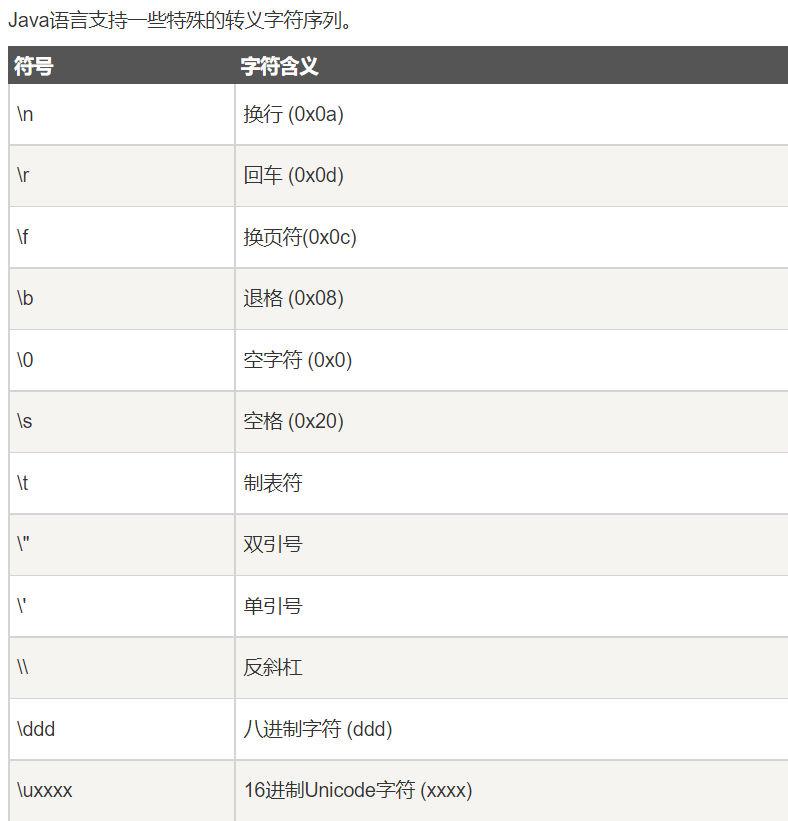 Java语言支持一些特殊的转义字符序列。
符号 字符含义
\n 换行 (0x0a)
\r 回车 (0x0d)
\f 换页符(0x0c)
\b 退格 (0x08)
\0 空字符 (0x0)
\s 空格 (0x20)
\t 制表符
\" 双引号
\' 单引号
\\ 反斜杠
\ddd 八进制字符 (ddd)
\uxxxx 16进制Unicode字符 (xxxx)